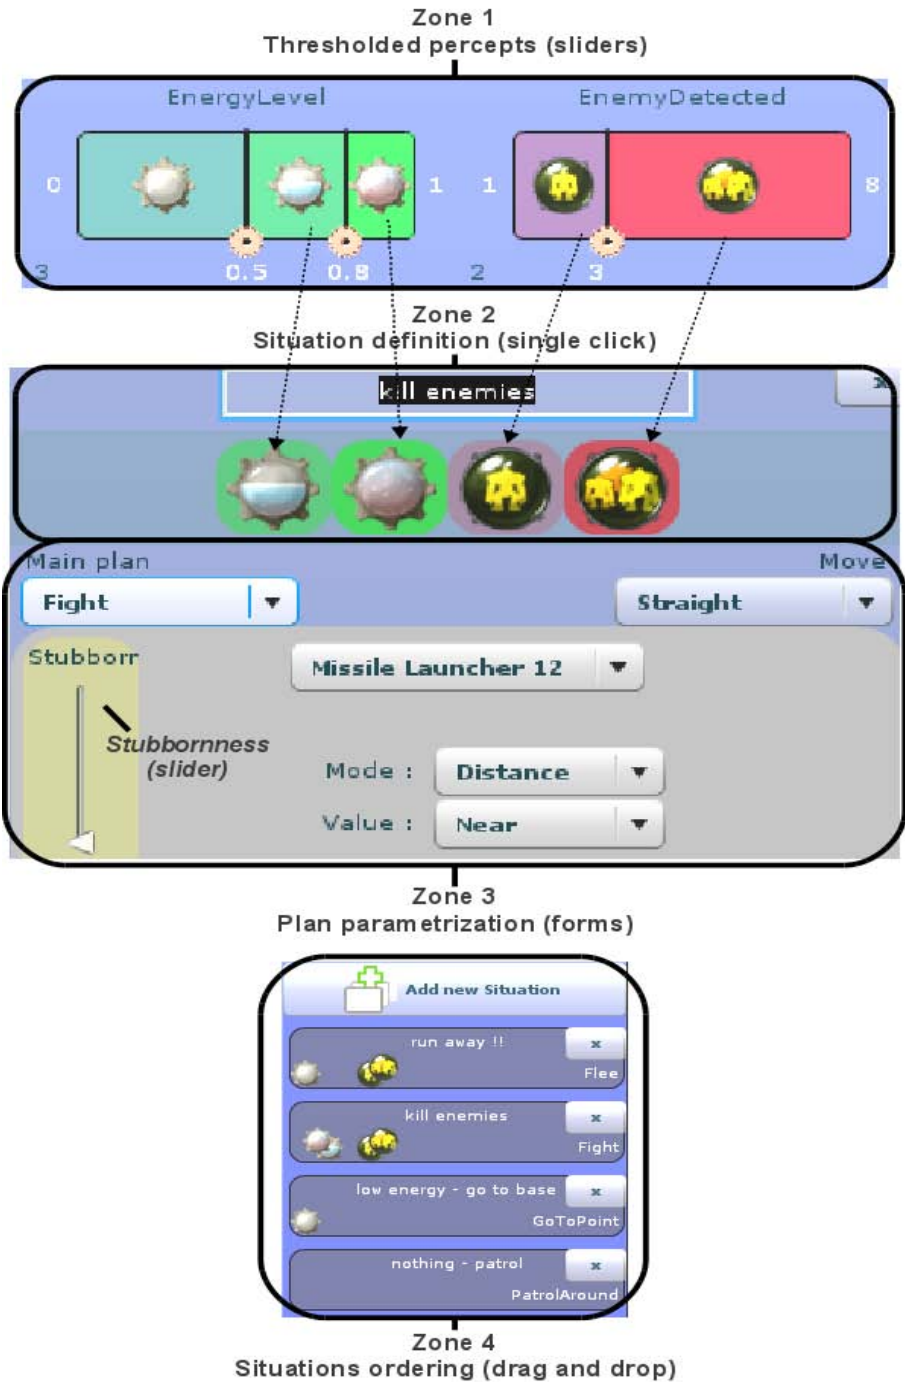 Zone 1
Thresholded percepts (sliders)
EnergyLevel EnemyDetected
0 1 1 8
3 0.5 0.8 2 3
Zone 2
Situation definition (single click)
kill enemies x
Main plan Move
Fight Straight
Stubborr Missile Launcher 12
Stubbornness
(slider)
Mode : Distance
Value : Near
Zone 3
Plan parametrization (forms)
Add new Situation
run away !! x
Flee
kill enemies x
Fight
low energy - go to base x
GoToPoint
nothing - patrol x
PatrolAround
Zone 4
Situations ordering (drag and drop)